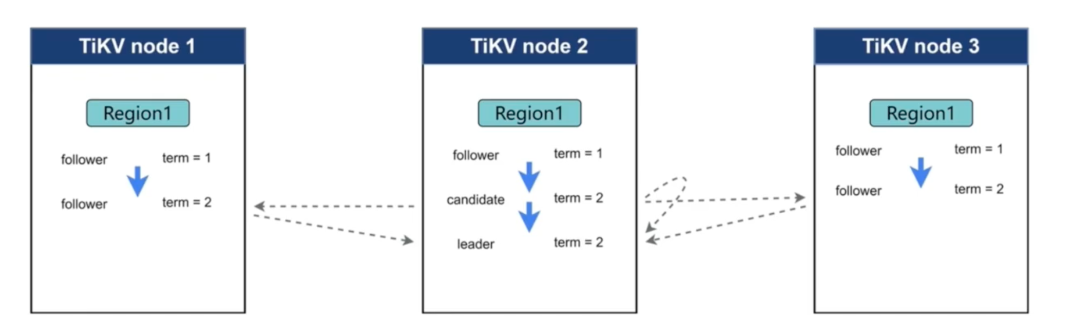 TiKV node 1
Region1
follower term = 1
follower term = 2
TiKV node 2
Region1
follower term = 1
candidate term = 2
leader term = 2
TiKV node 3
Region1
follower term = 1
follower term = 2